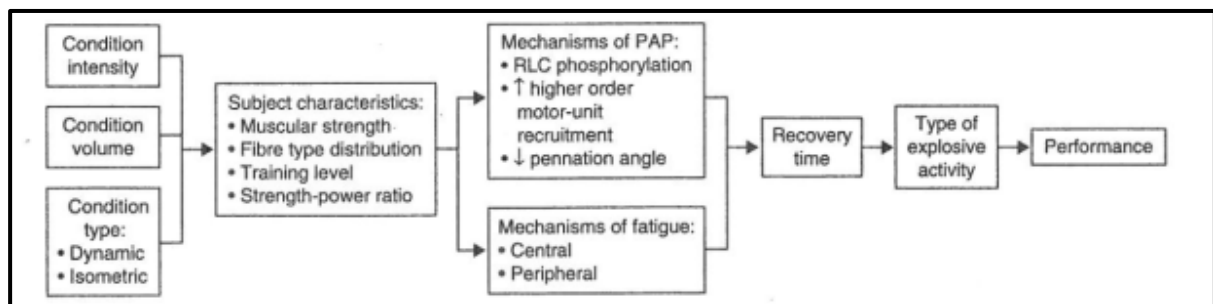 Condition
intensity
Condition
volume
Condition
type:
• Dynamic
• Isometric
Subject characteristics:
• Muscular strength
• Fibre type distribution
• Training level
• Strength-power ratio
Mechanisms of PAP:
• RLC phosphorylation
• ↑ higher order
motor-unit
recruitment
• ↓ pennation angle
Mechanisms of fatigue:
• Central
• Peripheral
Recovery
time
Type of
explosive
activity
Performance